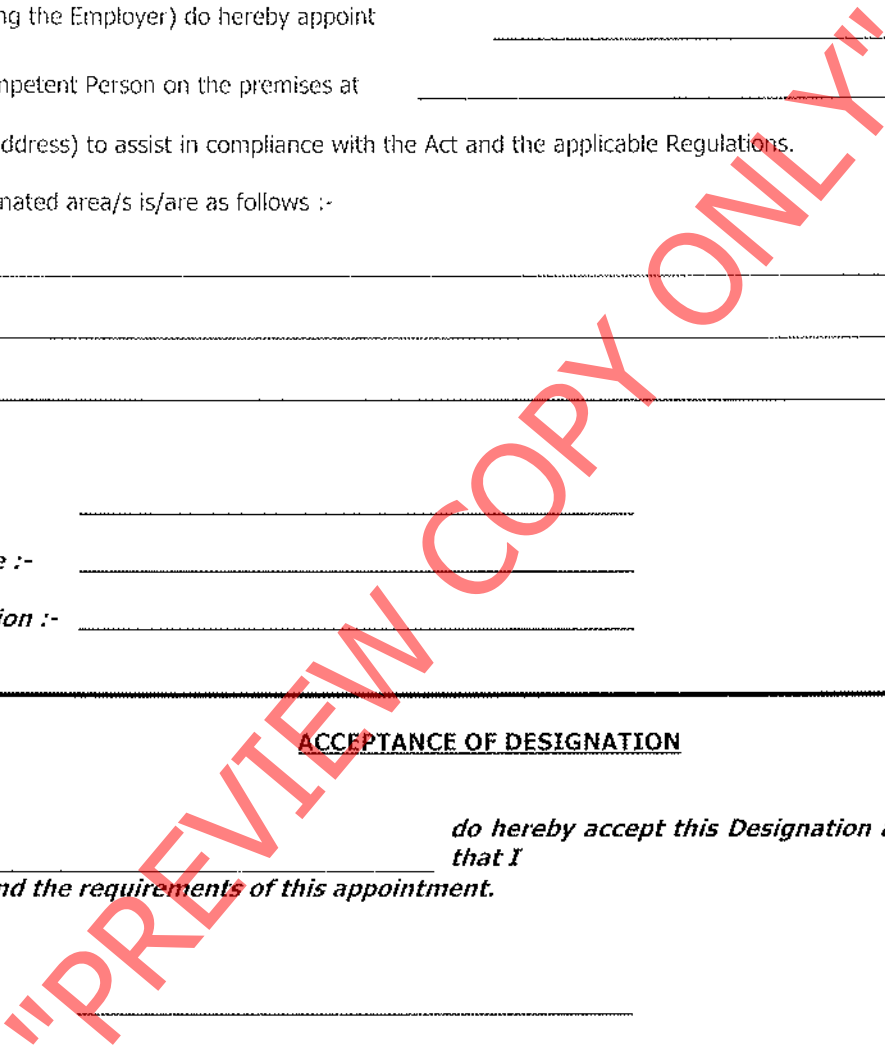 ng the Employer) do hereby appoint
mpetent Person on the premises at
ddress) to assist in compliance with the Act and the applicable Regulations.
nated area/s is/are as follows :-
e :-
ion :-
ACCEPTANCE OF DESIGNATION
do hereby accept this Designation a
that I
nd the requirements of this appointment.
"PREVIEW COPY ONLY"